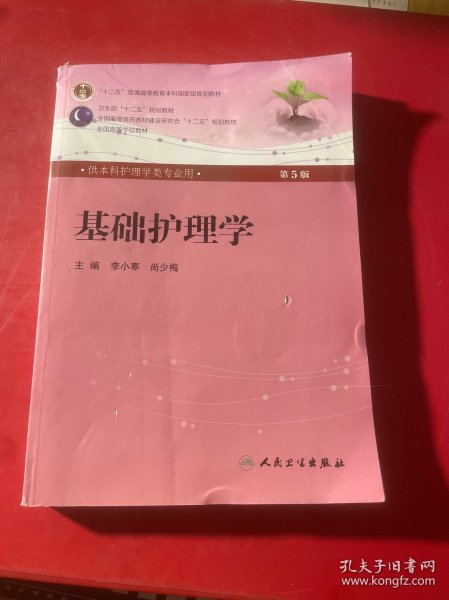 "十二五"普通高等教育本科国家级规划教材
卫生部"十二五"规划教材
全国高等医药教材建设研究会"十二五"规划教材
全国高等学校教材
·供本科护理学类专业用·
第5版
基础护理学
主 编 李小寒 尚少梅
人民卫生出版社
孔夫子旧书网
www.kongfz.com